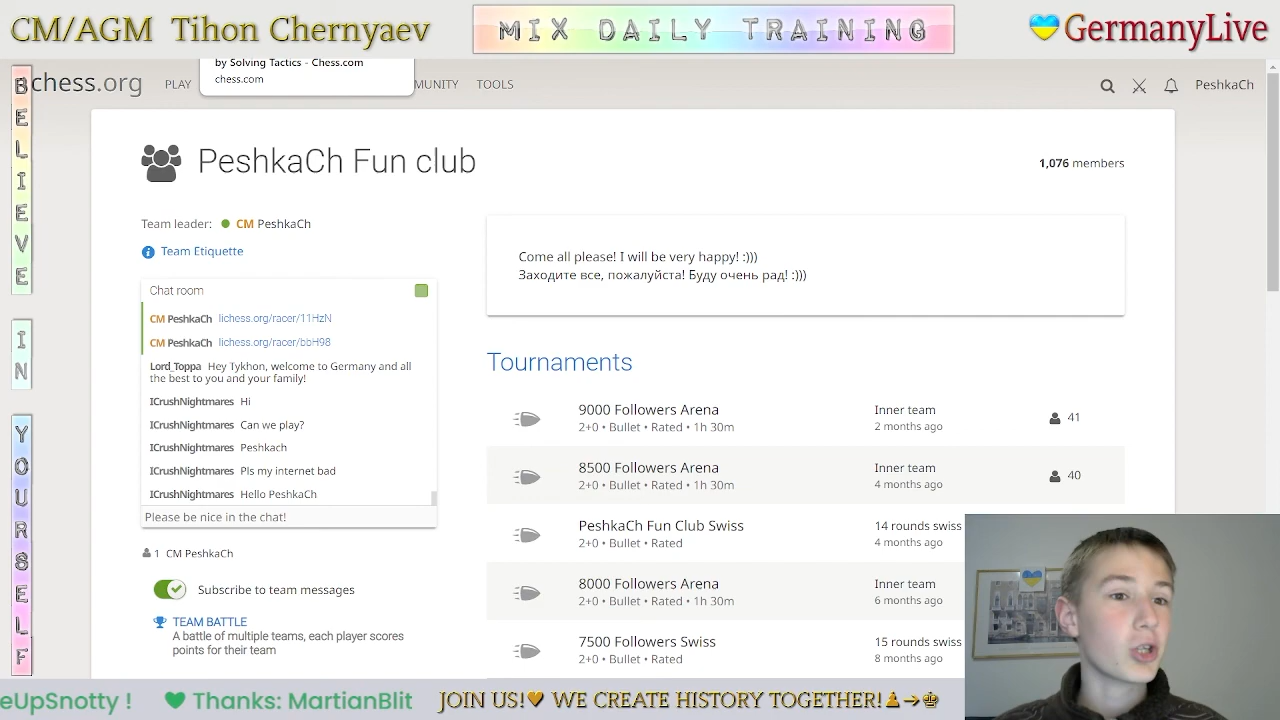 CM/AGM Tihon Chernyaev
MIX DAILY TRAINING
GermanyLive
BELIEVE
IN
YOURSELF
chess.org
PLAY
by Solving Tactics - Chess.com
chess.com
MUNITY
TOOLS
PeshkaCh
PeshkaCh Fun club
1,076 members
Team leader: CM PeshkaCh
Team Etiquette
Come all please! I will be very happy! :)))
Заходите все, пожалуйста! Буду очень рад! :)))
Chat room
CM PeshkaCh lichess.org/racer/11HzN
CM PeshkaCh lichess.org/racer/bbH98
Lord_Toppa Hey Tykhon, welcome to Germany and all
the best to you and your family!
ICrushNightmares Hi
ICrushNightmares Can we play?
ICrushNightmares Peshkach
ICrushNightmares Pls my internet bad
ICrushNightmares Hello PeshkaCh
Please be nice in the chat!
1 CM PeshkaCh
Subscribe to team messages
TEAM BATTLE
A battle of multiple teams, each player scores
points for their team
Tournaments
9000 Followers Arena
2+0 • Bullet • Rated • 1h 30m
Inner team
2 months ago
41
8500 Followers Arena
2+0 • Bullet • Rated • 1h 30m
Inner team
4 months ago
40
PeshkaCh Fun Club Swiss
2+0 • Bullet • Rated
14 rounds swiss
4 months ago
8000 Followers Arena
2+0 • Bullet • Rated • 1h 30m
Inner team
6 months ago
7500 Followers Swiss
2+0 • Bullet • Rated
15 rounds swiss
8 months ago
eUpSnotty ! Thanks: MartianBlit
JOIN US! WE CREATE HISTORY TOGETHER!